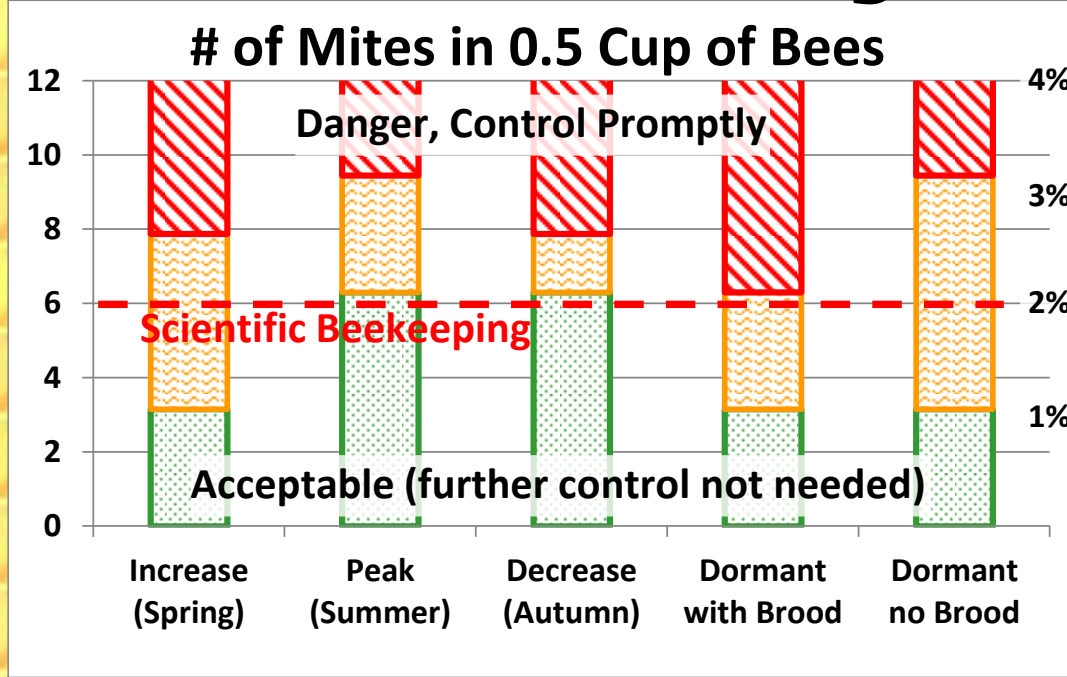 # of Mites in 0.5 Cup of Bees
12
10
8
6
4
2
0
4%
3%
2%
1%
Danger, Control Promptly
Scientific Beekeeping
Acceptable (further control not needed)
Increase
(Spring)
Peak
(Summer)
Decrease
(Autumn)
Dormant
with Brood
Dormant
no Brood